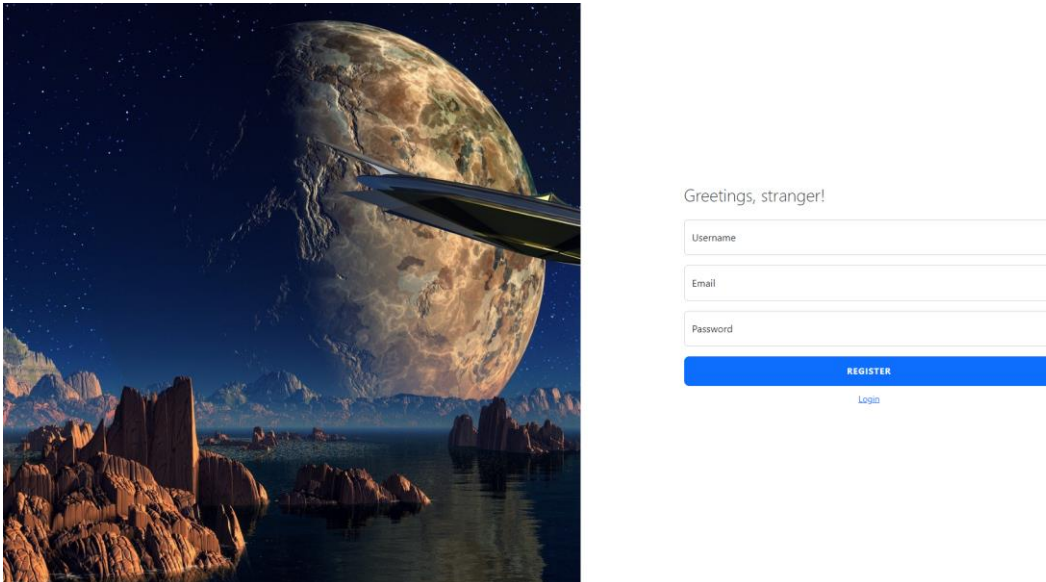 Greetings, stranger!
Username
Email
Password
REGISTER
Login